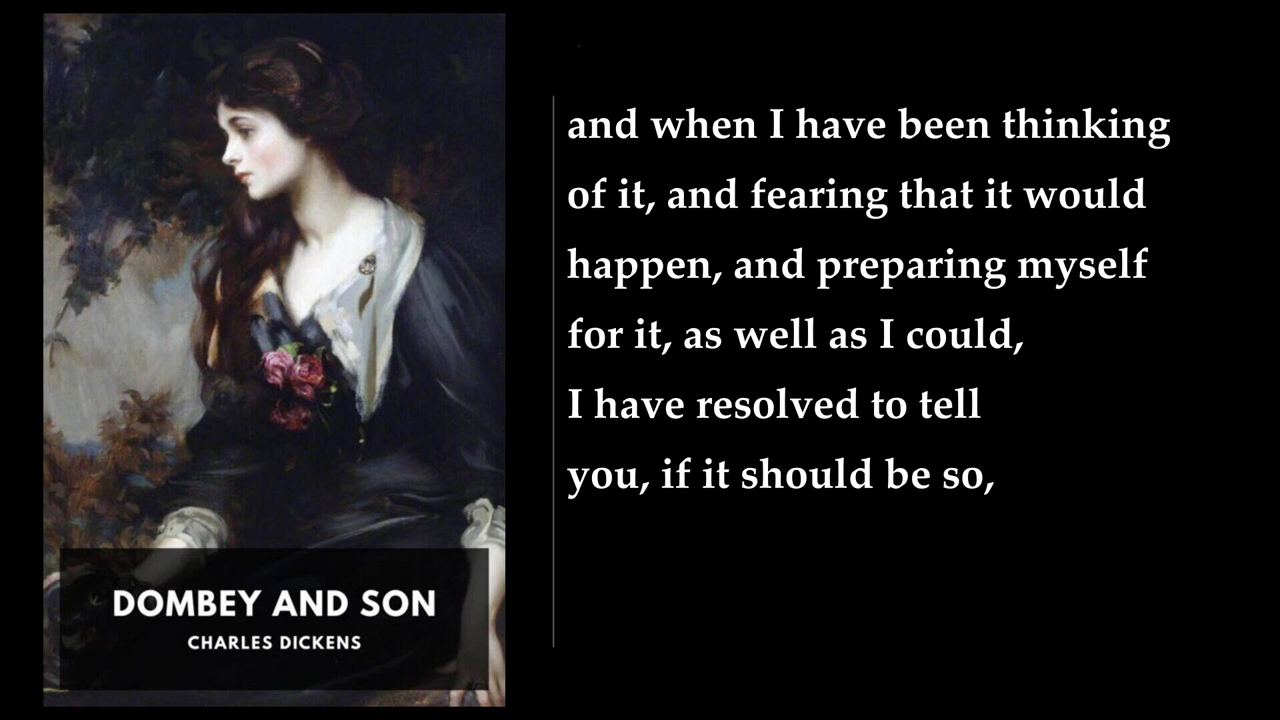 and when I have been thinking
of it, and fearing that it would
happen, and preparing myself
for it, as well as I could,
I have resolved to tell
you, if it should be so,
DOMBEY AND SON
CHARLES DICKENS